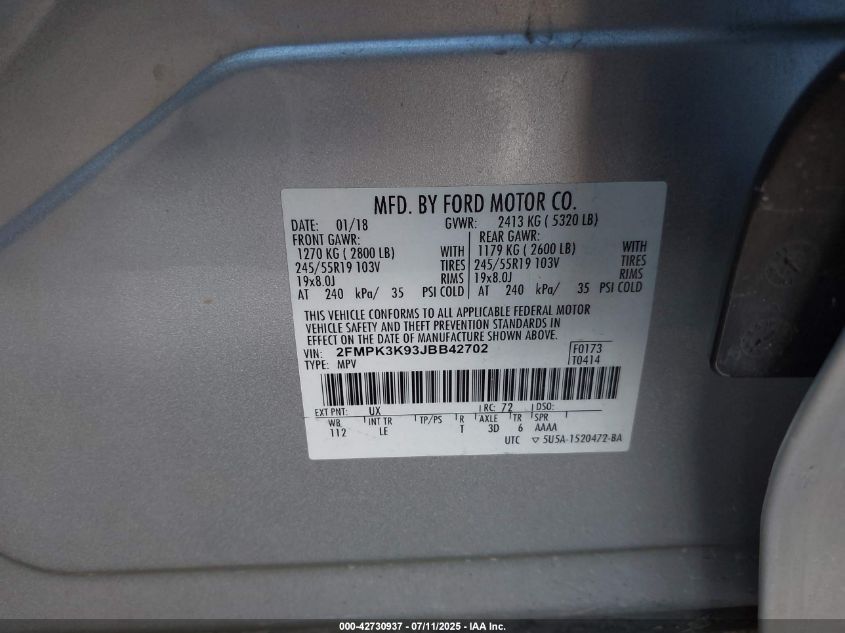 MFD. BY FORD MOTOR CO.
DATE: 01/18 GVWR: 2413 KG ( 5320 LB)
FRONT GAWR: REAR GAWR:
1270 KG ( 2800 LB) WITH 1179 KG ( 2600 LB) WITH
245/55R19 103V TIRES 245/55R19 103V TIRES
19x8.0J RIMS 19x8.0J RIMS
AT 240 kPa/ 35 PSI COLD AT 240 kPa/ 35 PSI COLD
THIS VEHICLE CONFORMS TO ALL APPLICABLE FEDERAL MOTOR
VEHICLE SAFETY AND THEFT PREVENTION STANDARDS IN
EFFECT ON THE DATE OF MANUFACTURE SHOWN ABOVE.
VIN: 2FMPK3K93JBB42702 F0173
TYPE: MPV T0414
EXT PNT: UX RC: 72 DSO:
WB INT TR TP/PS R AXLE TR SPR
112 LE T 3D 6 AAAA
UTC ▽ 5U5A-1520472-BA
000-42730937 - 07/11/2025 - IAA Inc.